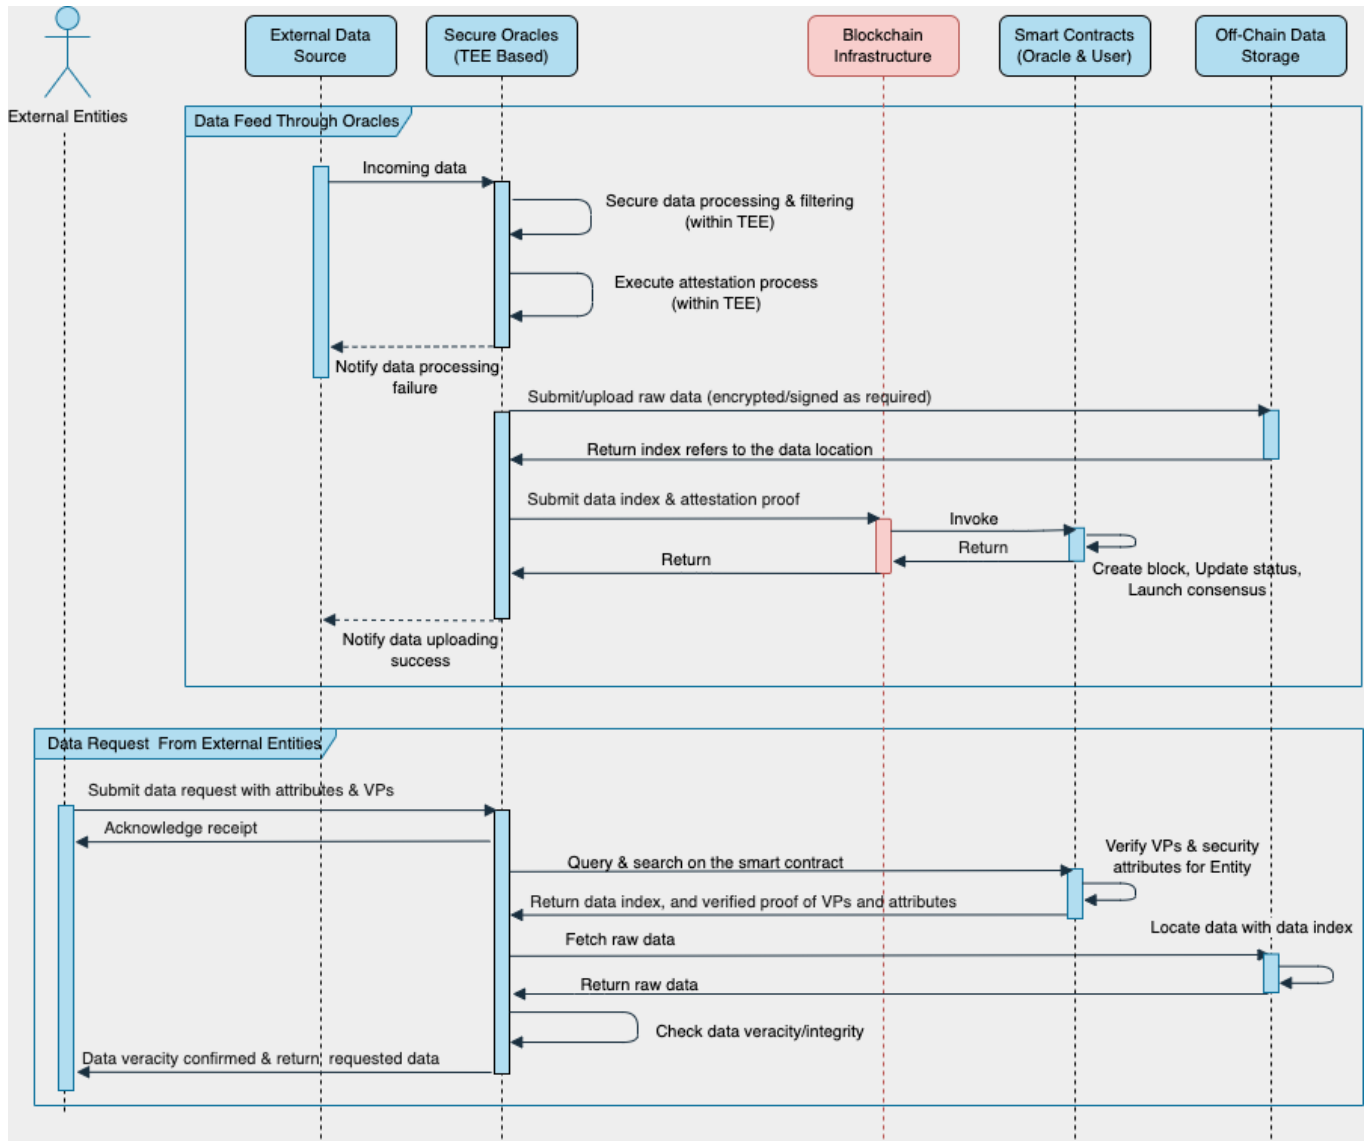 External Data
Source
Secure Oracles
(TEE Based)
Blockchain
Infrastructure
Smart Contracts
(Oracle & User)
Off-Chain Data
Storage
External Entities
Data Feed Through Oracles
Incoming data
Secure data processing & filtering
(within TEE)
Execute attestation process
(within TEE)
Notify data processing
failure
Submit/upload raw data (encrypted/signed as required)
Return index refers to the data location
Submit data index & attestation proof
Invoke
Return
Return
Create block, Update status,
Launch consensus
Notify data uploading
success
Data Request From External Entities
Submit data request with attributes & VPs
Acknowledge receipt
Query & search on the smart contract
Verify VPs & security
attributes for Entity
Return data index, and verified proof of VPs and attributes
Locate data with data index
Fetch raw data
Return raw data
Check data veracity/integrity
Data veracity confirmed & return requested data